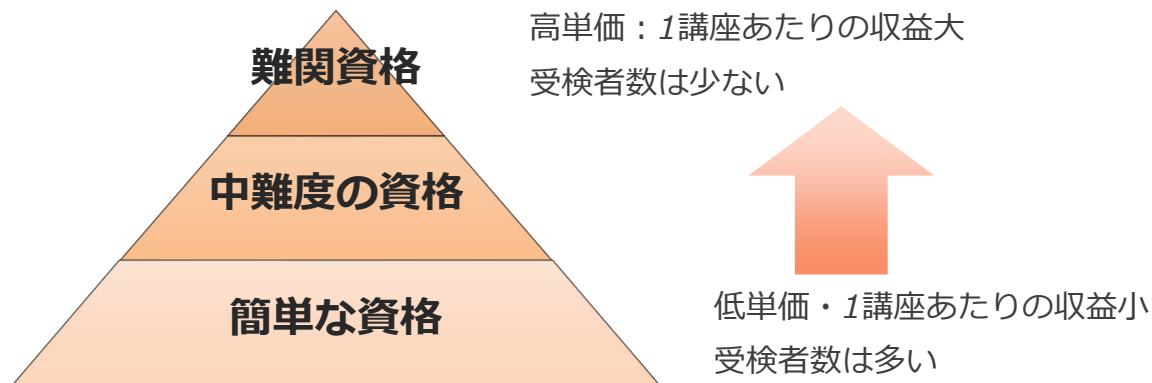 高単価：1講座あたりの収益大
受検者数は少ない
難関資格
中難度の資格
簡単な資格
低単価・1講座あたりの収益小
受検者数は多い